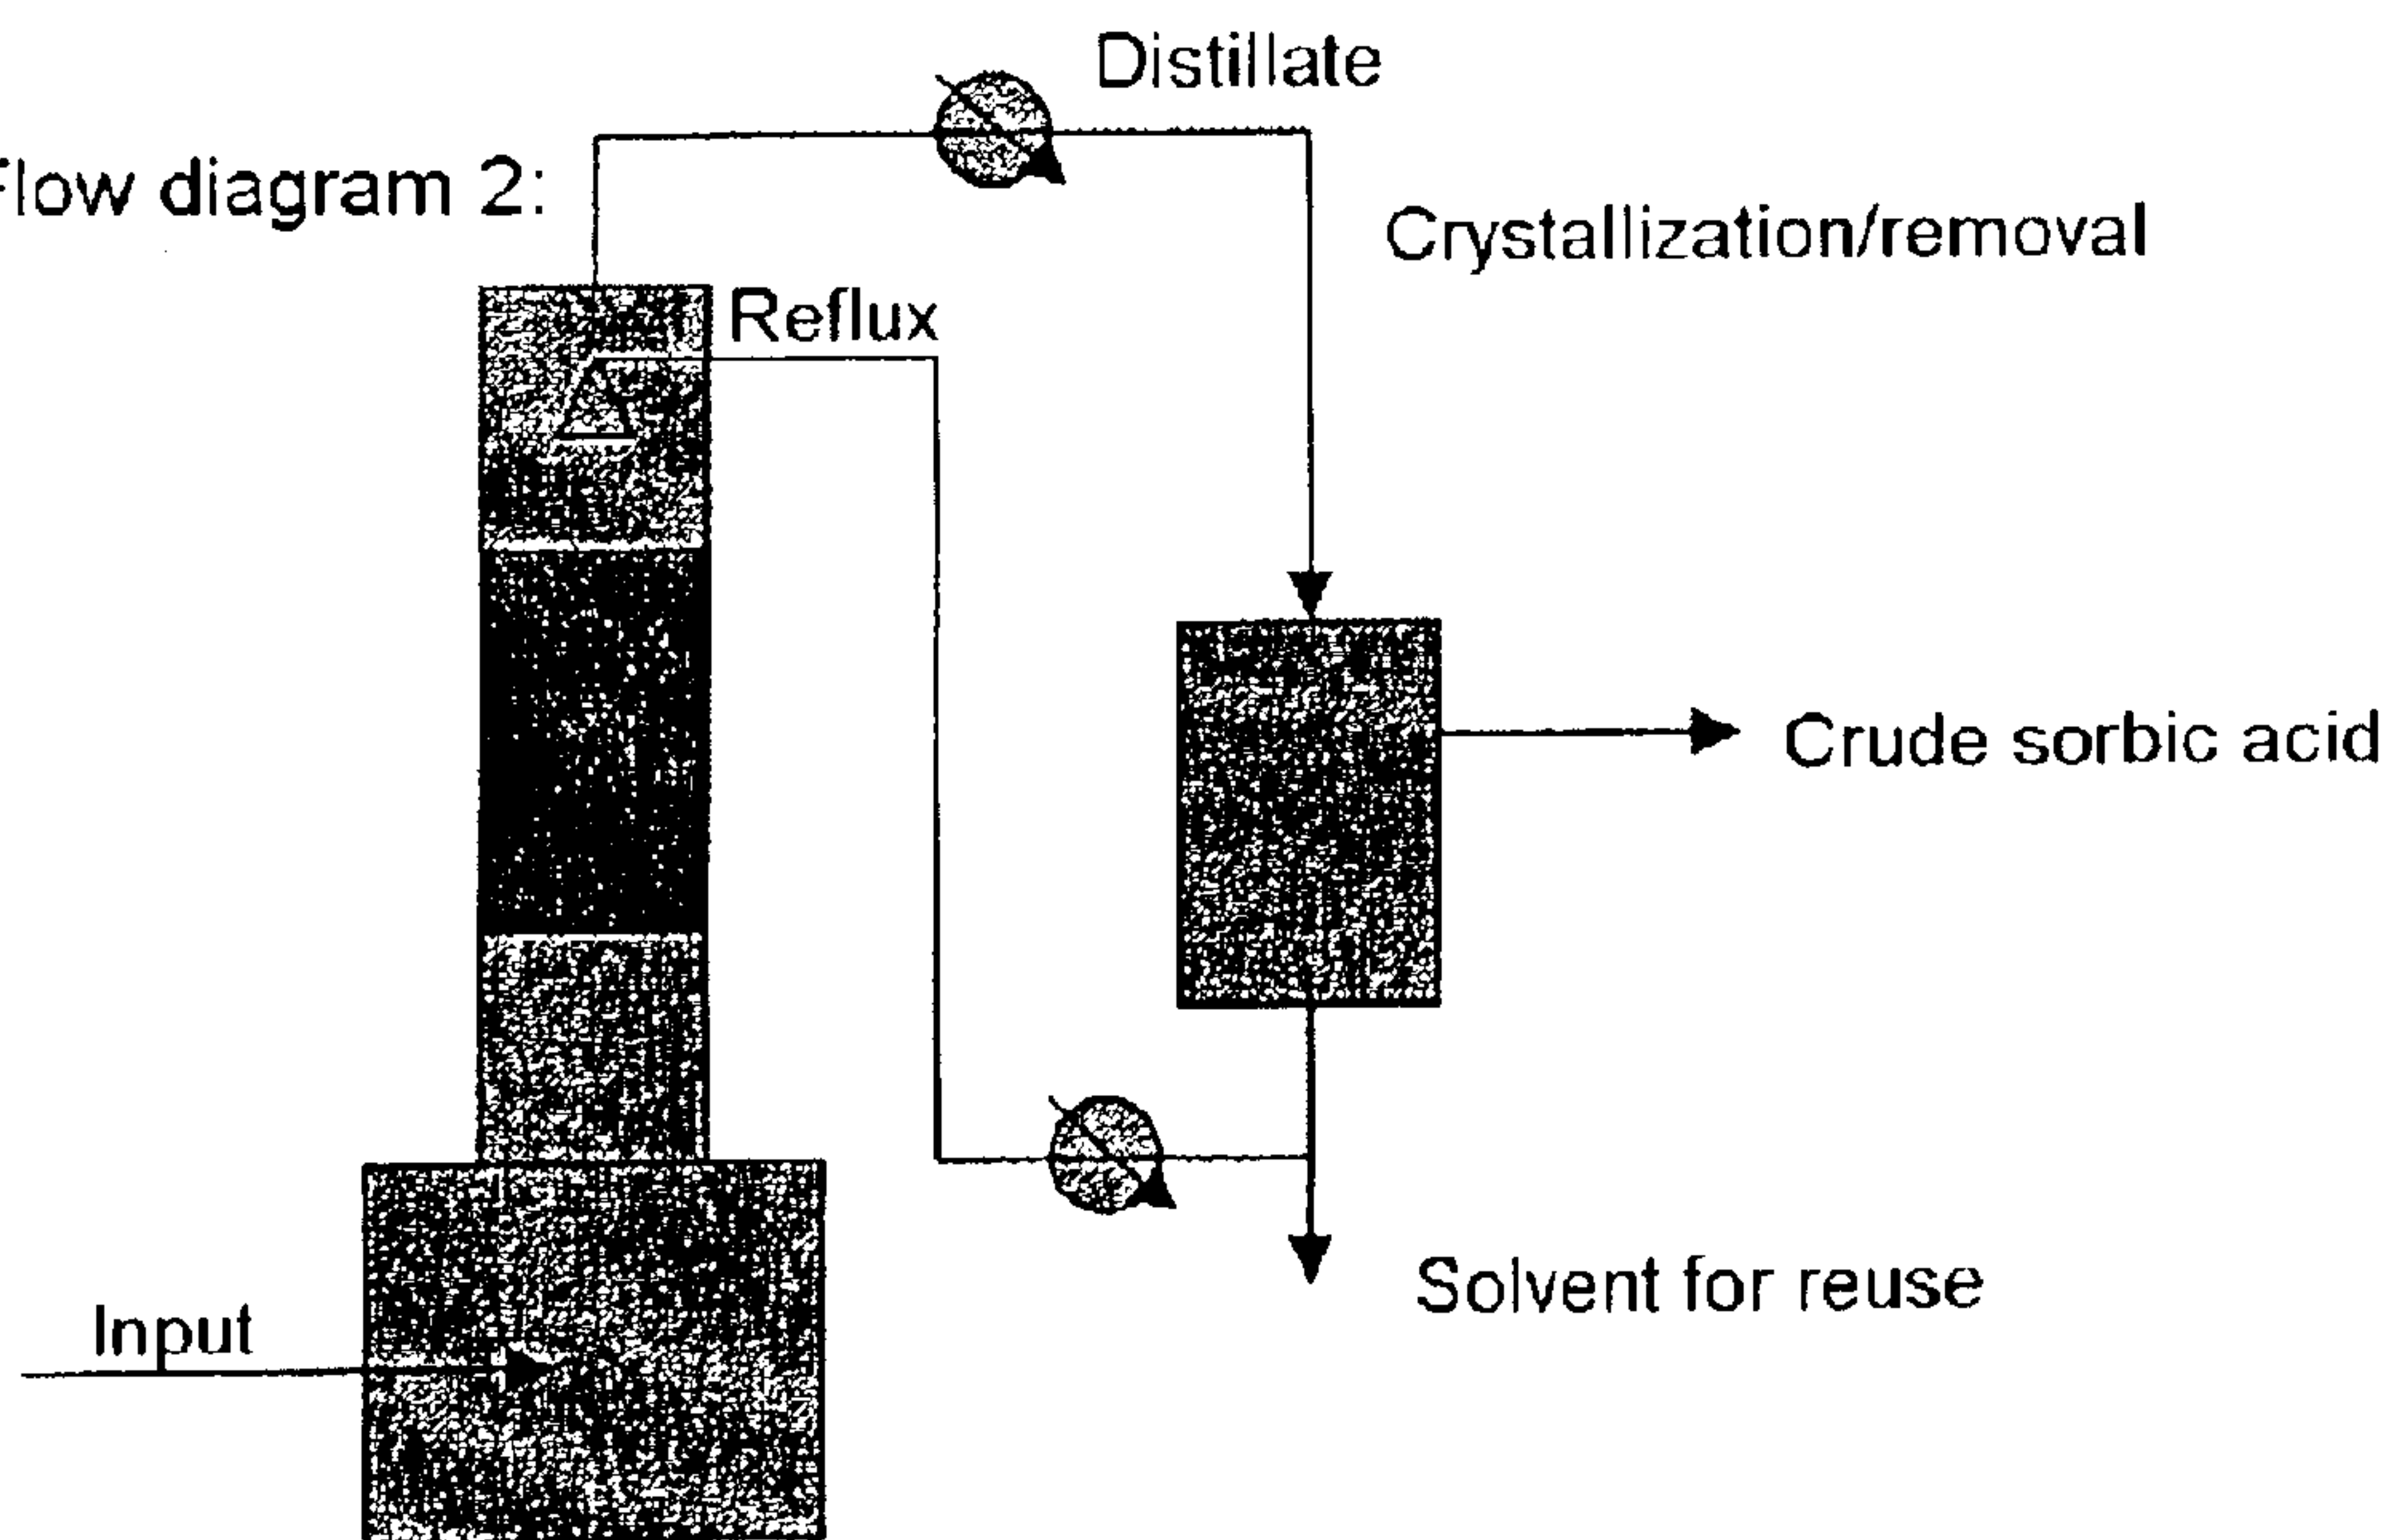 Distillate
Flow diagram 2:
Crystallization/removal
Reflux
Crude sorbic acid
Solvent for reuse
Input